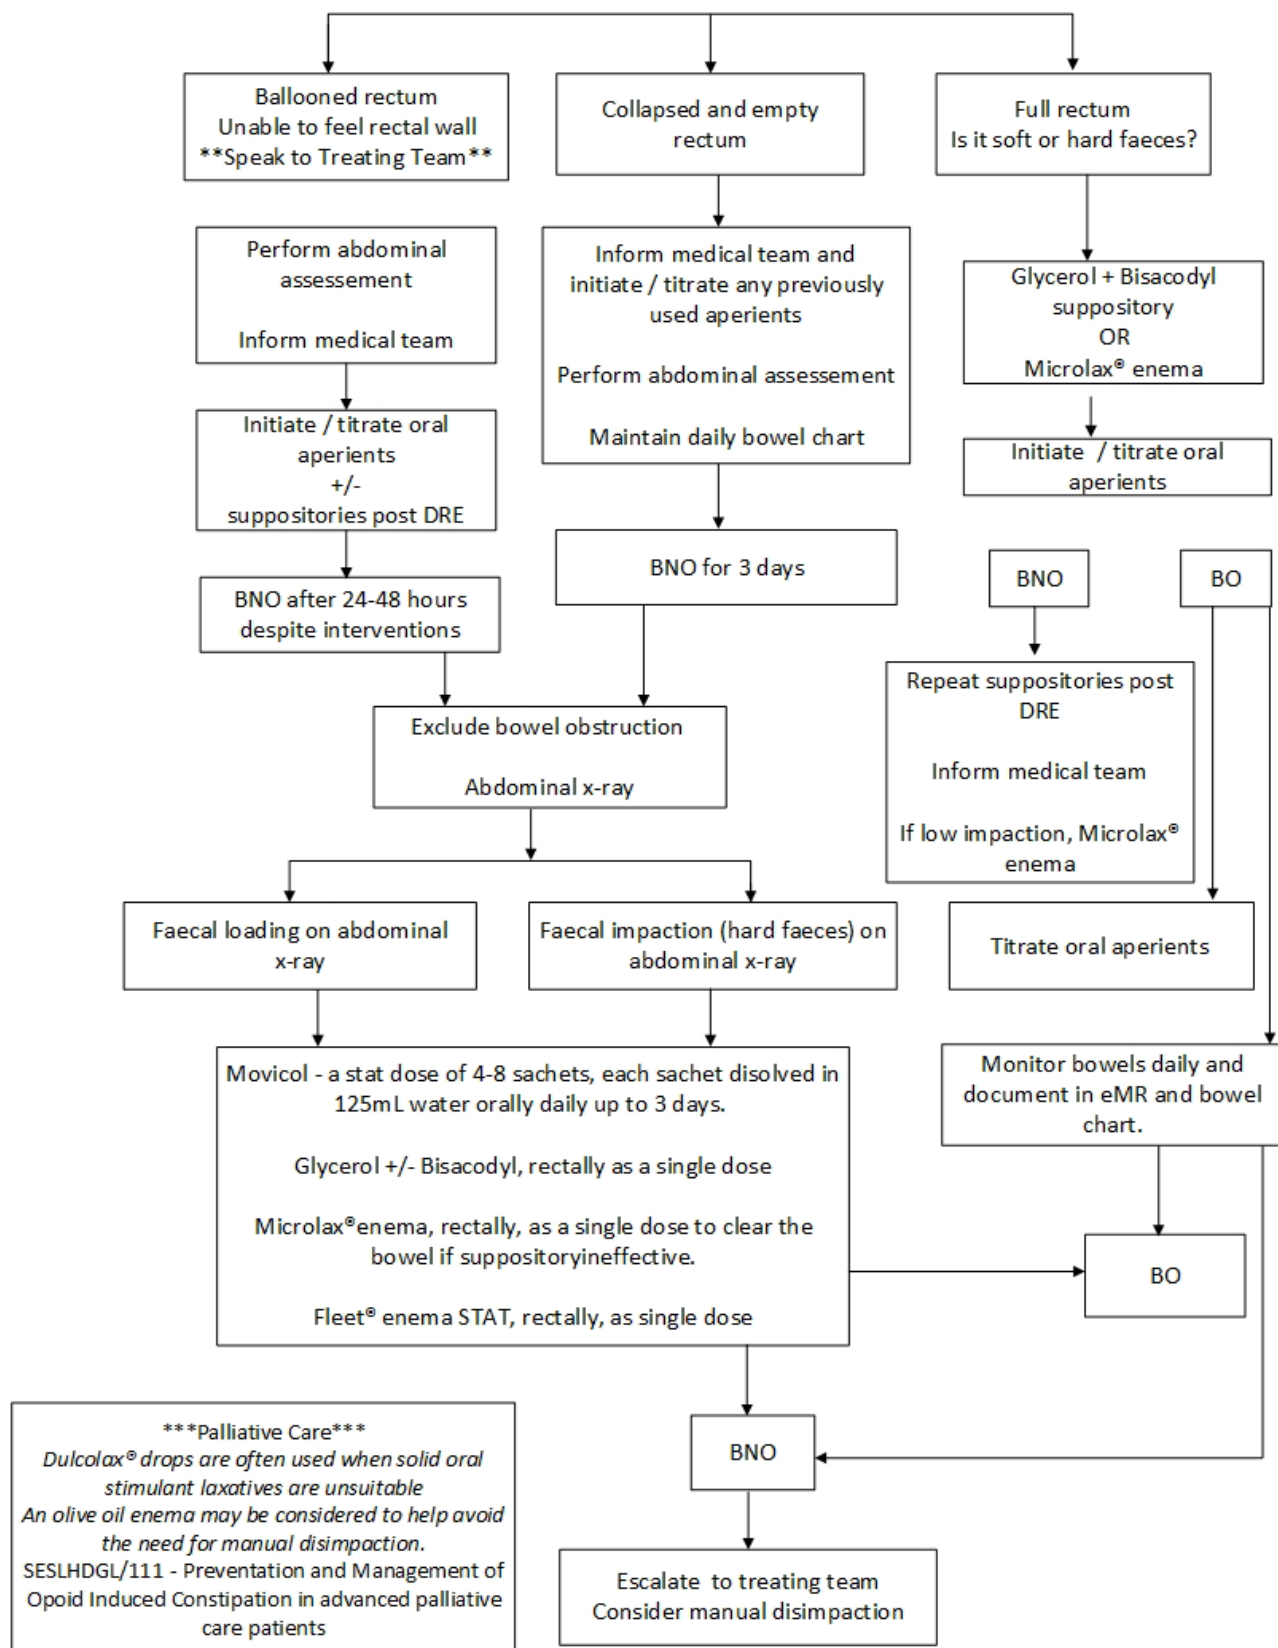 Ballooned rectum
Unable to feel rectal wall
**Speak to Treating Team**
Collapsed and empty
rectum
Full rectum
Is it soft or hard faeces?
Perform abdominal
assessement
Inform medical team
Inform medical team and
initiate / titrate any previously
used aperients
Perform abdominal assessement
Maintain daily bowel chart
Glycerol + Bisacodyl
suppository
OR
Microlax® enema
Initiate / titrate oral
aperients
+/-
suppositories post DRE
Initiate / titrate oral
aperients
BNO after 24-48 hours
despite interventions
BNO for 3 days
BNO
BO
Repeat suppositories post
DRE
Inform medical team
If low impaction, Microlax®
enema
Exclude bowel obstruction
Abdominal x-ray
Faecal loading on abdominal
x-ray
Faecal impaction (hard faeces) on
abdominal x-ray
Titrate oral aperients
Movicol - a stat dose of 4-8 sachets, each sachet disolved in
125mL water orally daily up to 3 days.
Glycerol +/- Bisacodyl, rectally as a single dose
Microlax®enema, rectally, as a single dose to clear the
bowel if suppositoryineffective.
Fleet® enema STAT, rectally, as single dose
Monitor bowels daily and
document in eMR and bowel
chart.
BO
BNO
Escalate to treating team
Consider manual disimpaction
***Palliative Care***
Dulcolax® drops are often used when solid oral
stimulant laxatives are unsuitable
An olive oil enema may be considered to help avoid
the need for manual disimpaction.
SESLHDGL/111 - Preventation and Management of
Opoid Induced Constipation in advanced palliative
care patients